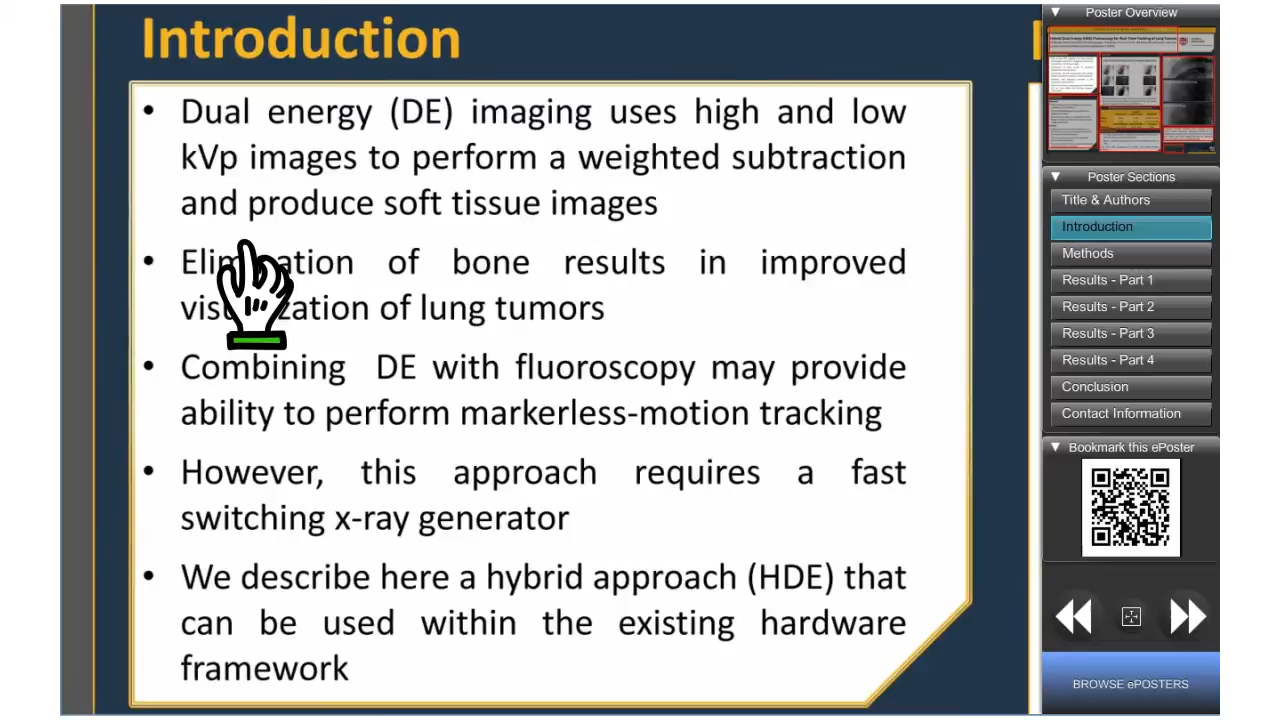 Introduction
• Dual energy (DE) imaging uses high and low
kVp images to perform a weighted subtraction
and produce soft tissue images
• Elimination of bone results in improved
visualization of lung tumors
• Combining DE with fluoroscopy may provide
ability to perform markerless-motion tracking
• However, this approach requires a fast
switching x-ray generator
• We describe here a hybrid approach (HDE) that
can be used within the existing hardware
framework
Poster Overview
Poster Sections
Title & Authors
Introduction
Methods
Results - Part 1
Results - Part 2
Results - Part 3
Results - Part 4
Conclusion
Contact Information
Bookmark this ePoster
BROWSE ePOSTERS